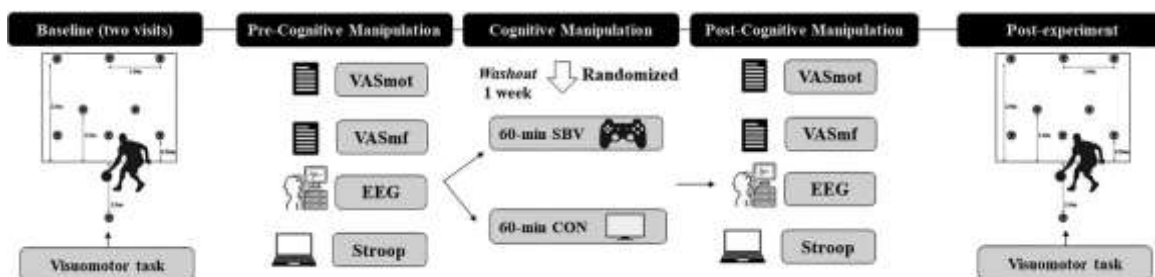 Baseline (two visits)
Pre-Cognitive Manipulation
Cognitive Manipulation
Post-Cognitive Manipulation
Post-experiment
VASmot
VASmf
EEG
Stroop
Washout
1 week
Randomized
60-min SBV
60-min CON
VASmot
VASmf
EEG
Stroop
Visuomotor task
Visuomotor task